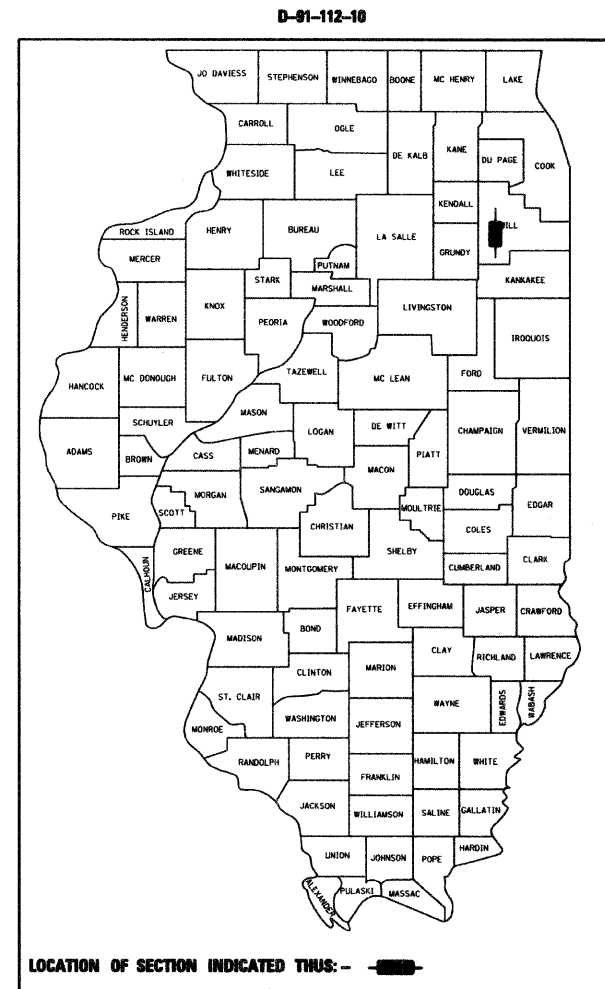 D-91-112-10
JO DAVIESS STEPHENSON WINNEBAGO BOONE MC HENRY LAKE
CARROLL OGLE
DE KALB KANE DU PAGE COOK
WHITESIDE LEE
KENDALL
ROCK ISLAND HENRY BUREAU LA SALLE GRUNDY WILL
MERCER PUTNAM
STARK MARSHALL KANKAKEE
HENDERSON WARREN KNOX PEORIA WOODFORD LIVINGSTON IROQUOIS
TAZEWELL FORD
HANCOCK MC DONOUGH FULTON MC LEAN
MASON
SCHUYLER LOGAN DE WITT CHAMPAIGN VERMILION
ADAMS BROWN CASS MENARD PIATT
MACON
MORGAN SANGAMON DOUGLAS
PIKE SCOTT MOULTRIE EDGAR
CHRISTIAN COLES
GREENE SHELBY
CALHOUN MACOUPIN MONTGOMERY CUMBERLAND CLARK
JERSEY FAYETTE EFFINGHAM JASPER CRAWFORD
BOND
MADISON CLAY
MARION RICHLAND LAWRENCE
CLINTON
ST. CLAIR WAYNE EDWARDS WABASH
WASHINGTON JEFFERSON
MONROE
RANDOLPH PERRY HAMILTON WHITE
FRANKLIN
JACKSON WILLIAMSON SALINE GALLATIN
UNION JOHNSON POPE HARDIN
ALEXANDER PULASKI MASSAC
LOCATION OF SECTION INDICATED THUS: -